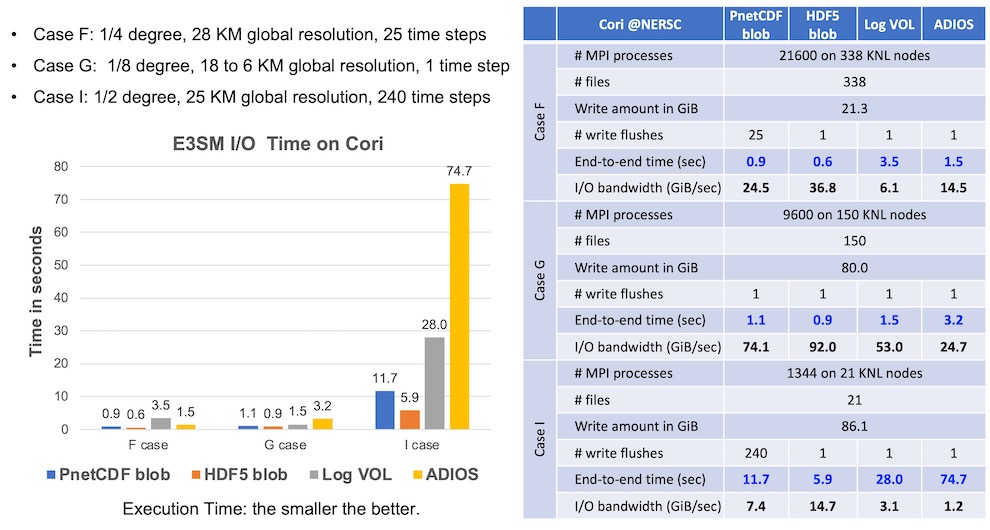 • Case F: 1/4 degree, 28 KM global resolution, 25 time steps
• Case G:  1/8 degree, 18 to 6 KM global resolution, 1 time step
• Case I: 1/2 degree, 25 KM global resolution, 240 time steps
E3SM I/O  Time on Cori
Time in seconds
80
70
60
50
40
30
20
10
0
0.9 0.6 3.5 1.5
1.1 0.9 1.5 3.2
11.7 5.9 28.0 74.7
F case G case I case
PnetCDF blob HDF5 blob Log VOL ADIOS
Execution Time: the smaller the better.
Cori @NERSC PnetCDF blob HDF5 blob Log VOL ADIOS
Case F
# MPI processes 21600 on 338 KNL nodes
# files 338
Write amount in GiB 21.3
# write flushes 25 1 1 1
End-to-end time (sec) 0.9 0.6 3.5 1.5
I/O bandwidth (GiB/sec) 24.5 36.8 6.1 14.5
Case G
# MPI processes 9600 on 150 KNL nodes
# files 150
Write amount in GiB 80.0
# write flushes 1 1 1 1
End-to-end time (sec) 1.1 0.9 1.5 3.2
I/O bandwidth (GiB/sec) 74.1 92.0 53.0 24.7
Case I
# MPI processes 1344 on 21 KNL nodes
# files 21
Write amount in GiB 86.1
# write flushes 240 1 1 1
End-to-end time (sec) 11.7 5.9 28.0 74.7
I/O bandwidth (GiB/sec) 7.4 14.7 3.1 1.2